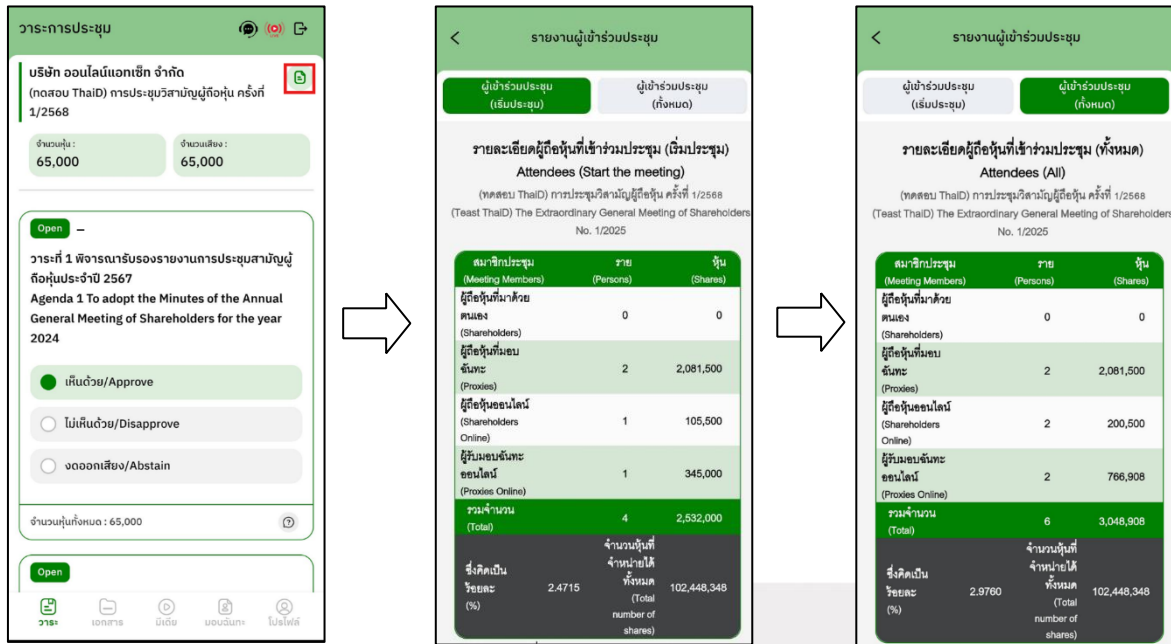 วาระการประชุม
บริษัท ออนไลน์แอทเซ็ท จำกัด
(ทดสอบ ThaiD) การประชุมวิสามัญผู้ถือหุ้น ครั้งที่
1/2568
จำนวนหุ้น :
65,000
จำนวนเสียง :
65,000
Open –
วาระที่ 1 พิจารณารับรองรายงานการประชุมสามัญผู้
ถือหุ้นประจำปี 2567
Agenda 1 To adopt the Minutes of the Annual
General Meeting of Shareholders for the year
2024
เห็นด้วย/Approve
ไม่เห็นด้วย/Disapprove
งดออกเสียง/Abstain
จำนวนหุ้นทั้งหมด : 65,000
Open
วาระ เอกสาร มีเดีย มอบฉันทะ โปรไฟล์
รายงานผู้เข้าร่วมประชุม
ผู้เข้าร่วมประชุม
(เริ่มประชุม)
ผู้เข้าร่วมประชุม
(ทั้งหมด)
รายละเอียดผู้ถือหุ้นที่เข้าร่วมประชุม (เริ่มประชุม)
Attendees (Start the meeting)
(ทดสอบ ThaiD) การประชุมวิสามัญผู้ถือหุ้น ครั้งที่ 1/2568
(Teast ThaiD) The Extraordinary General Meeting of Shareholders
No. 1/2025
สมาชิกประชุม ราย หุ้น
(Meeting Members) (Persons) (Shares)
ผู้ถือหุ้นที่มาด้วย
ตนเอง 0 0
(Shareholders)
ผู้ถือหุ้นที่มอบ
ฉันทะ 2 2,081,500
(Proxies)
ผู้ถือหุ้นออนไลน์
(Shareholders 1 105,500
Online)
ผู้รับมอบฉันทะ
ออนไลน์ 1 345,000
(Proxies Online)
รวมจำนวน
(Total) 4 2,532,000
ซึ่งคิดเป็น
ร้อยละ
(%)
2.4715
จำนวนหุ้นที่
จำหน่ายได้
ทั้งหมด
(Total
number of
shares)
102,448,348
รายงานผู้เข้าร่วมประชุม
ผู้เข้าร่วมประชุม
(เริ่มประชุม)
ผู้เข้าร่วมประชุม
(ทั้งหมด)
รายละเอียดผู้ถือหุ้นที่เข้าร่วมประชุม (ทั้งหมด)
Attendees (All)
(ทดสอบ ThaiD) การประชุมวิสามัญผู้ถือหุ้น ครั้งที่ 1/2568
(Teast ThaiD) The Extraordinary General Meeting of Shareholders
No. 1/2025
สมาชิกประชุม ราย หุ้น
(Meeting Members) (Persons) (Shares)
ผู้ถือหุ้นที่มาด้วย
ตนเอง 0 0
(Shareholders)
ผู้ถือหุ้นที่มอบ
ฉันทะ 2 2,081,500
(Proxies)
ผู้ถือหุ้นออนไลน์
(Shareholders 2 200,500
Online)
ผู้รับมอบฉันทะ
ออนไลน์ 2 766,908
(Proxies Online)
รวมจำนวน
(Total) 6 3,048,908
ซึ่งคิดเป็น
ร้อยละ
(%)
2.9760
จำนวนหุ้นที่
จำหน่ายได้
ทั้งหมด
(Total
number of
shares)
102,448,348